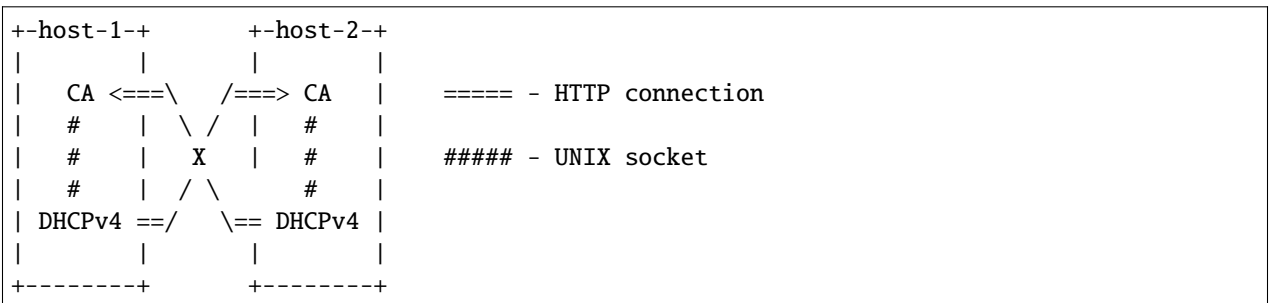 +-host-1-+       +-host-2-+
|        |       |        |
|   CA <===\   /===> CA   |    ===== - HTTP connection
|   #    |  \ /  |   #    |
|   #    |   X   |   #    |    ##### - UNIX socket
|   #    |  / \      #    |
| DHCPv4 ==/   \== DHCPv4 |
|        |       |        |
+--------+       +--------+